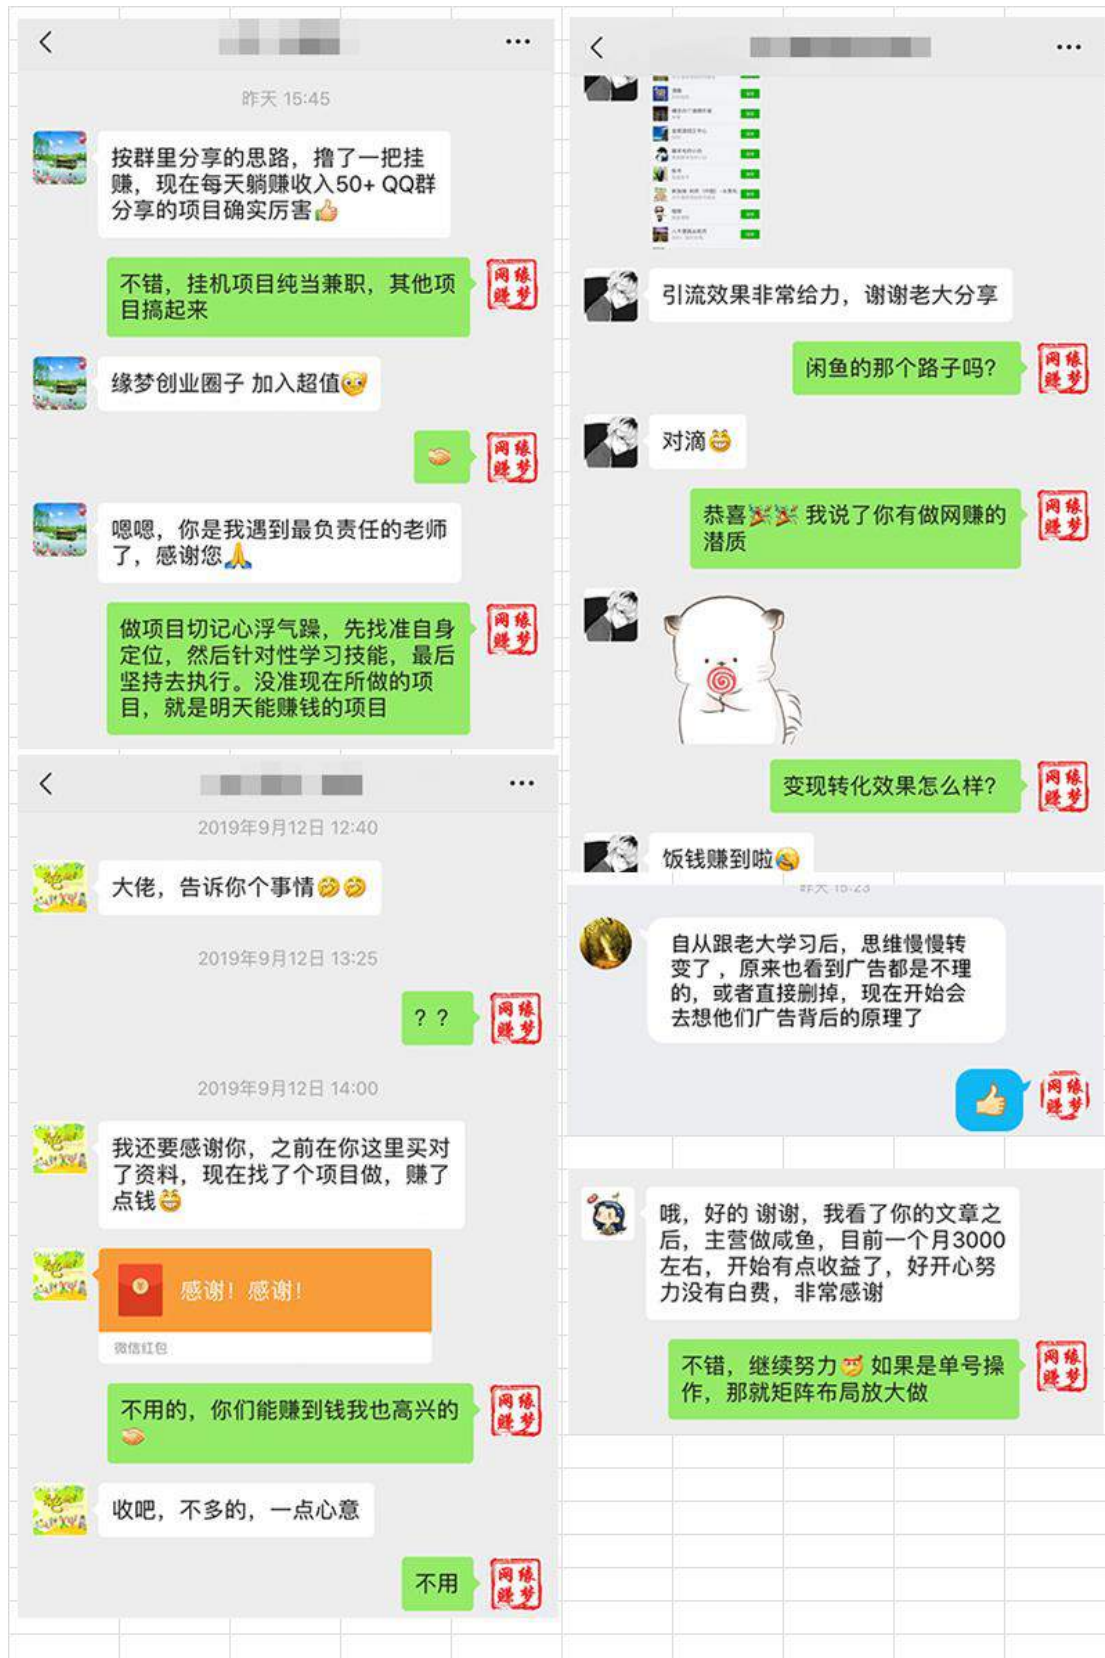 昨天 15:45
按群里分享的思路，撸了一把挂
赚，现在每天躺赚收入50+ QQ群
分享的项目确实厉害
不错，挂机项目纯当兼职，其他项
目搞起来
缘梦创业圈子 加入超值
嗯嗯，你是我遇到最负责任的老师
了，感谢您
做项目切记心浮气躁，先找准自身
定位，然后针对性学习技能，最后
坚持去执行。没准现在所做的项
目，就是明天能赚钱的项目
网缘
赚梦
2019年9月12日 12:40
大佬，告诉你个事情
2019年9月12日 13:25
？？
2019年9月12日 14:00
我还要感谢你，之前在你这里买对
了资料，现在找了个项目做，赚了
点钱
感谢！感谢！
微信红包
不用的，你们能赚到钱我也高兴的
收吧，不多的，一点心意
不用
引流效果非常给力，谢谢老大分享
闲鱼的那个路子吗？
对滴
恭喜 我说了你有做网赚的
潜质
变现转化效果怎么样？
饭钱赚到啦
昨天 15:23
自从跟老大学习后，思维慢慢转
变了 ，原来也看到广告都是不理
的，或者直接删掉，现在开始会
去想他们广告背后的原理了
哦，好的 谢谢，我看了你的文章之
后，主营做咸鱼，目前一个月3000
左右，开始有点收益了，好开心努
力没有白费，非常感谢
不错，继续努力 如果是单号操
作，那就矩阵布局放大做